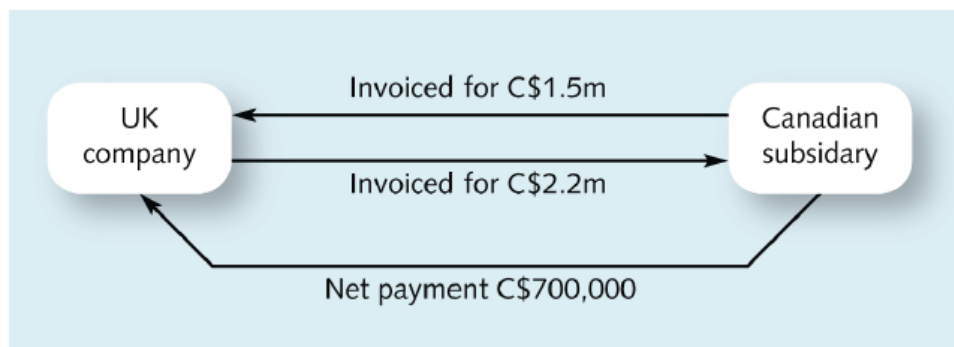 Invoiced for C$1.5m
UK
company
Canadian
subsidary
Invoiced for C$2.2m
Net payment C$700,000